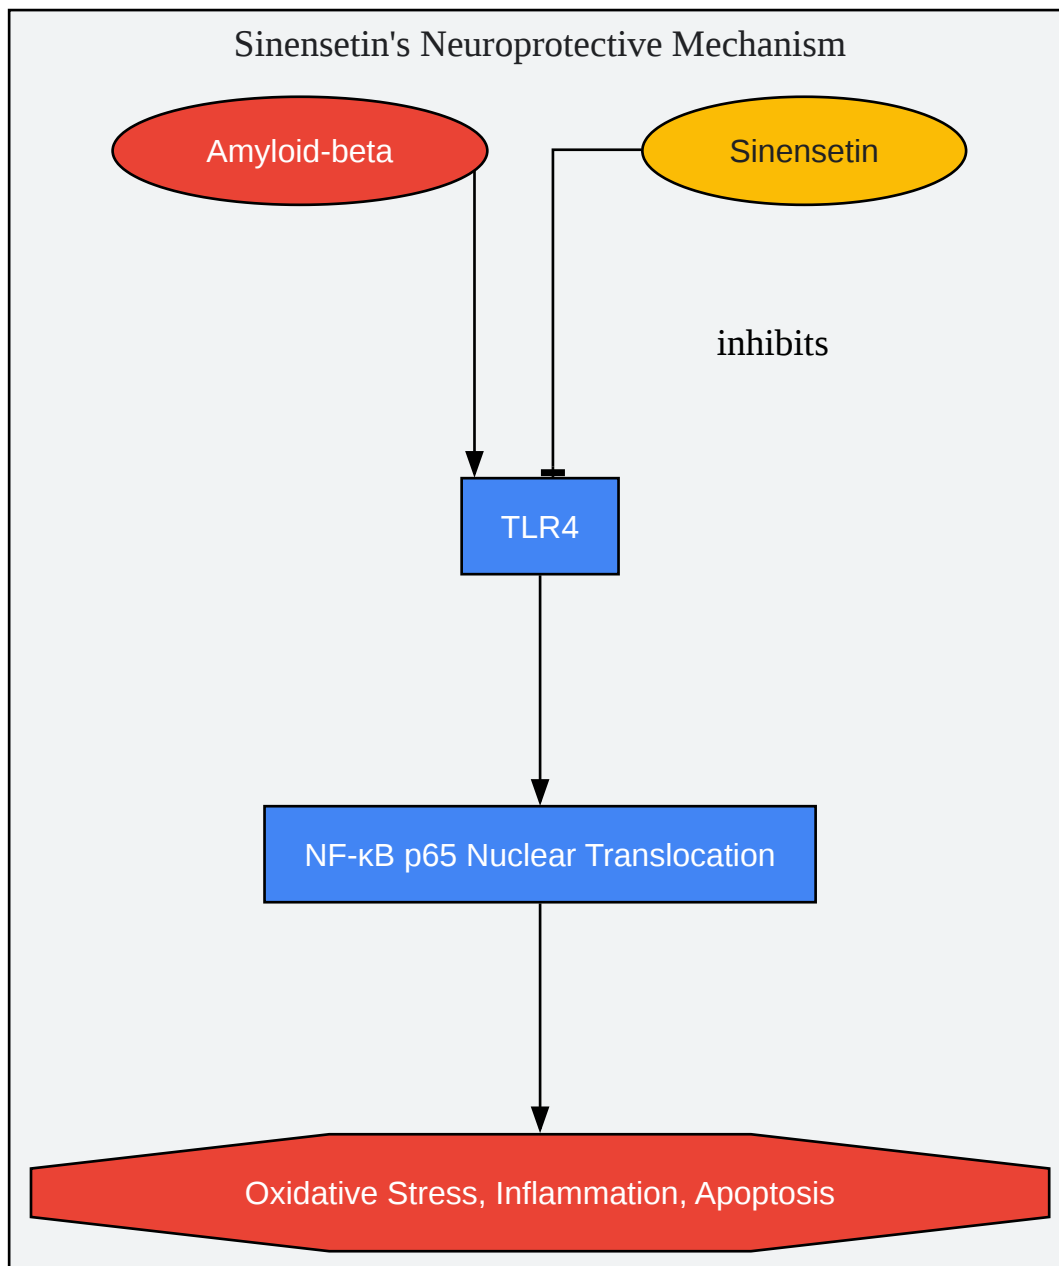 Sinensetin's Neuroprotective Mechanism
Amyloid-beta
Sinensetin
inhibits
TLR4
NF-κB p65 Nuclear Translocation
Oxidative Stress, Inflammation, Apoptosis